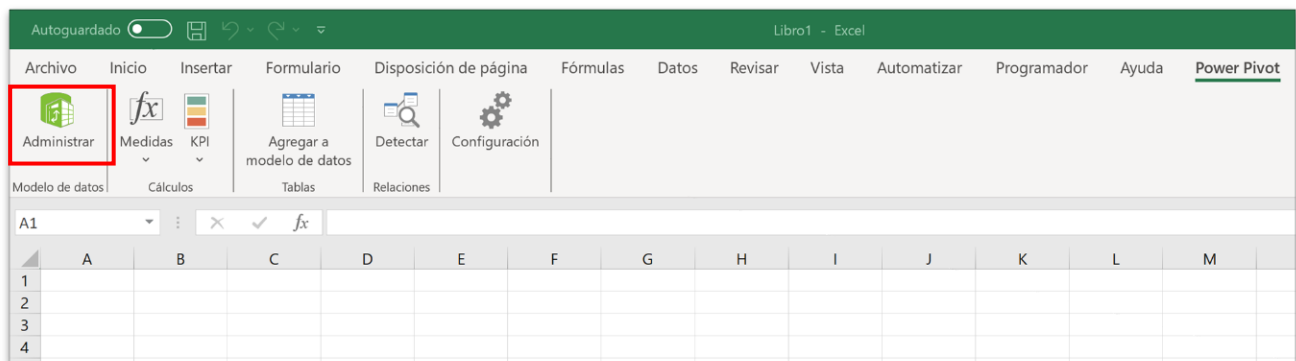 Autoguardado Libro1 - Excel
Archivo Inicio Insertar Formulario Disposición de página Fórmulas Datos Revisar Vista Automatizar Programador Ayuda Power Pivot
fx
Administrar Medidas KPI Agregar a Detectar Configuración
modelo de datos
Modelo de datos Cálculos Tablas Relaciones
A1 fx
A B C D E F G H I J K L M
1
2
3
4